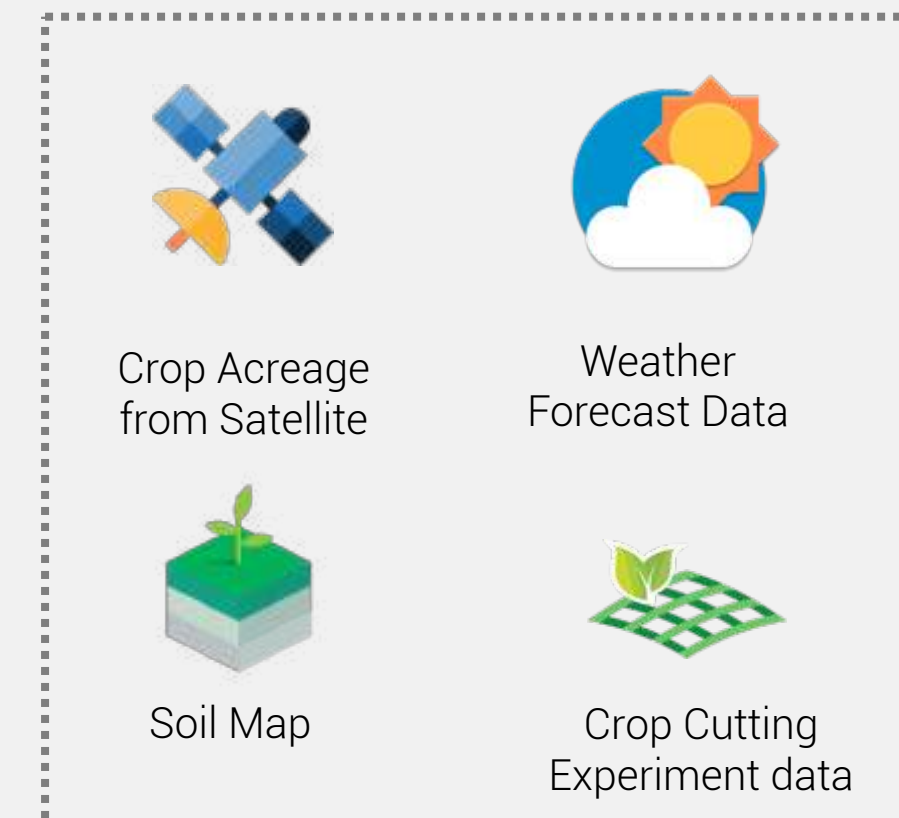 Crop Acreage
from Satellite
Weather
Forecast Data
Soil Map
Crop Cutting
Experiment data